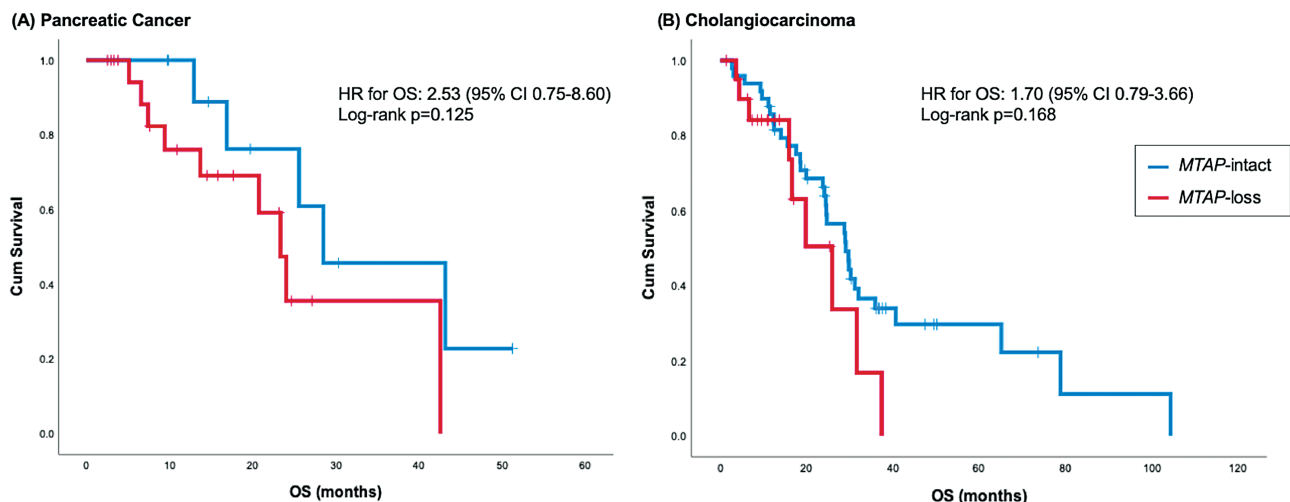 (A) Pancreatic Cancer
HR for OS: 2.53 (95% CI 0.75-8.60)
Log-rank p=0.125
Cum Survival
1.0
0.8
0.6
0.4
0.2
0.0
0 10 20 30 40 50 60
OS (months)
(B) Cholangiocarcinoma
HR for OS: 1.70 (95% CI 0.79-3.66)
Log-rank p=0.168
Cum Survival
1.0
0.8
0.6
0.4
0.2
0.0
0 20 40 60 80 100 120
OS (months)
MTAP-intact
MTAP-loss